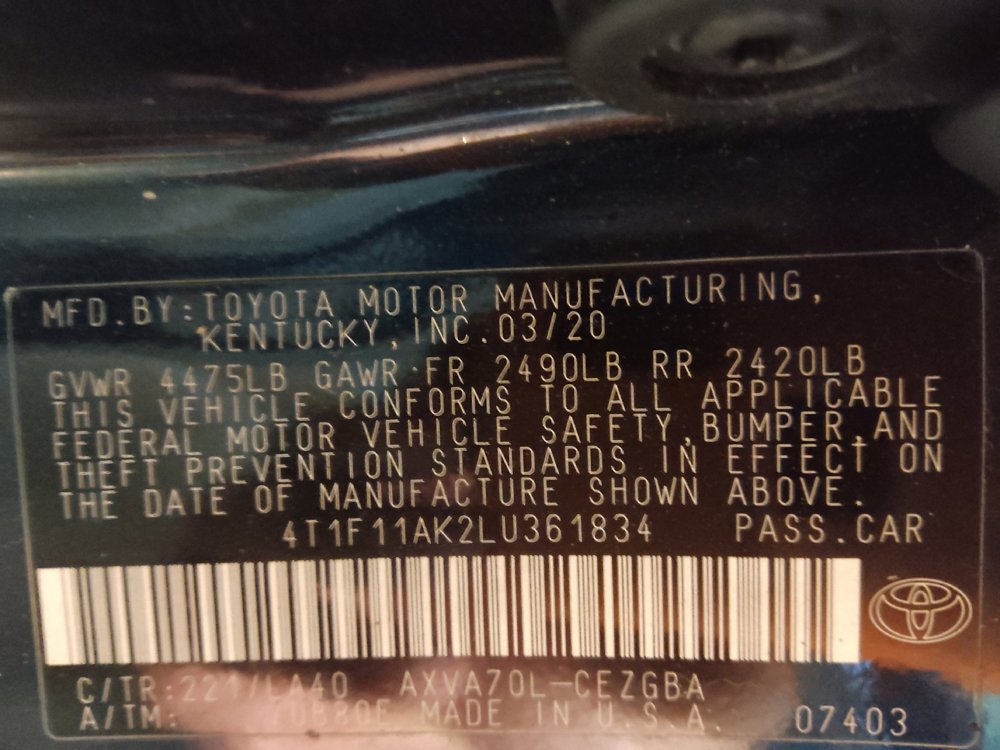 MFD.BY:TOYOTA MOTOR MANUFACTURING,
KENTUCKY,INC.03/20
GVWR 4475LB GAWR FR 2490LB RR 2420LB
THIS VEHICLE CONFORMS TO ALL APPLICABLE
FEDERAL MOTOR VEHICLE SAFETY,BUMPER,AND
THEFT PREVENTION STANDARDS IN EFFECT ON
THE DATE OF MANUFACTURE SHOWN ABOVE.
4T1F11AK2LU361834 PASS.CAR
C/TR: AXVA70L-CEZGBA
A/TM: MADE IN U.S.A. 07403